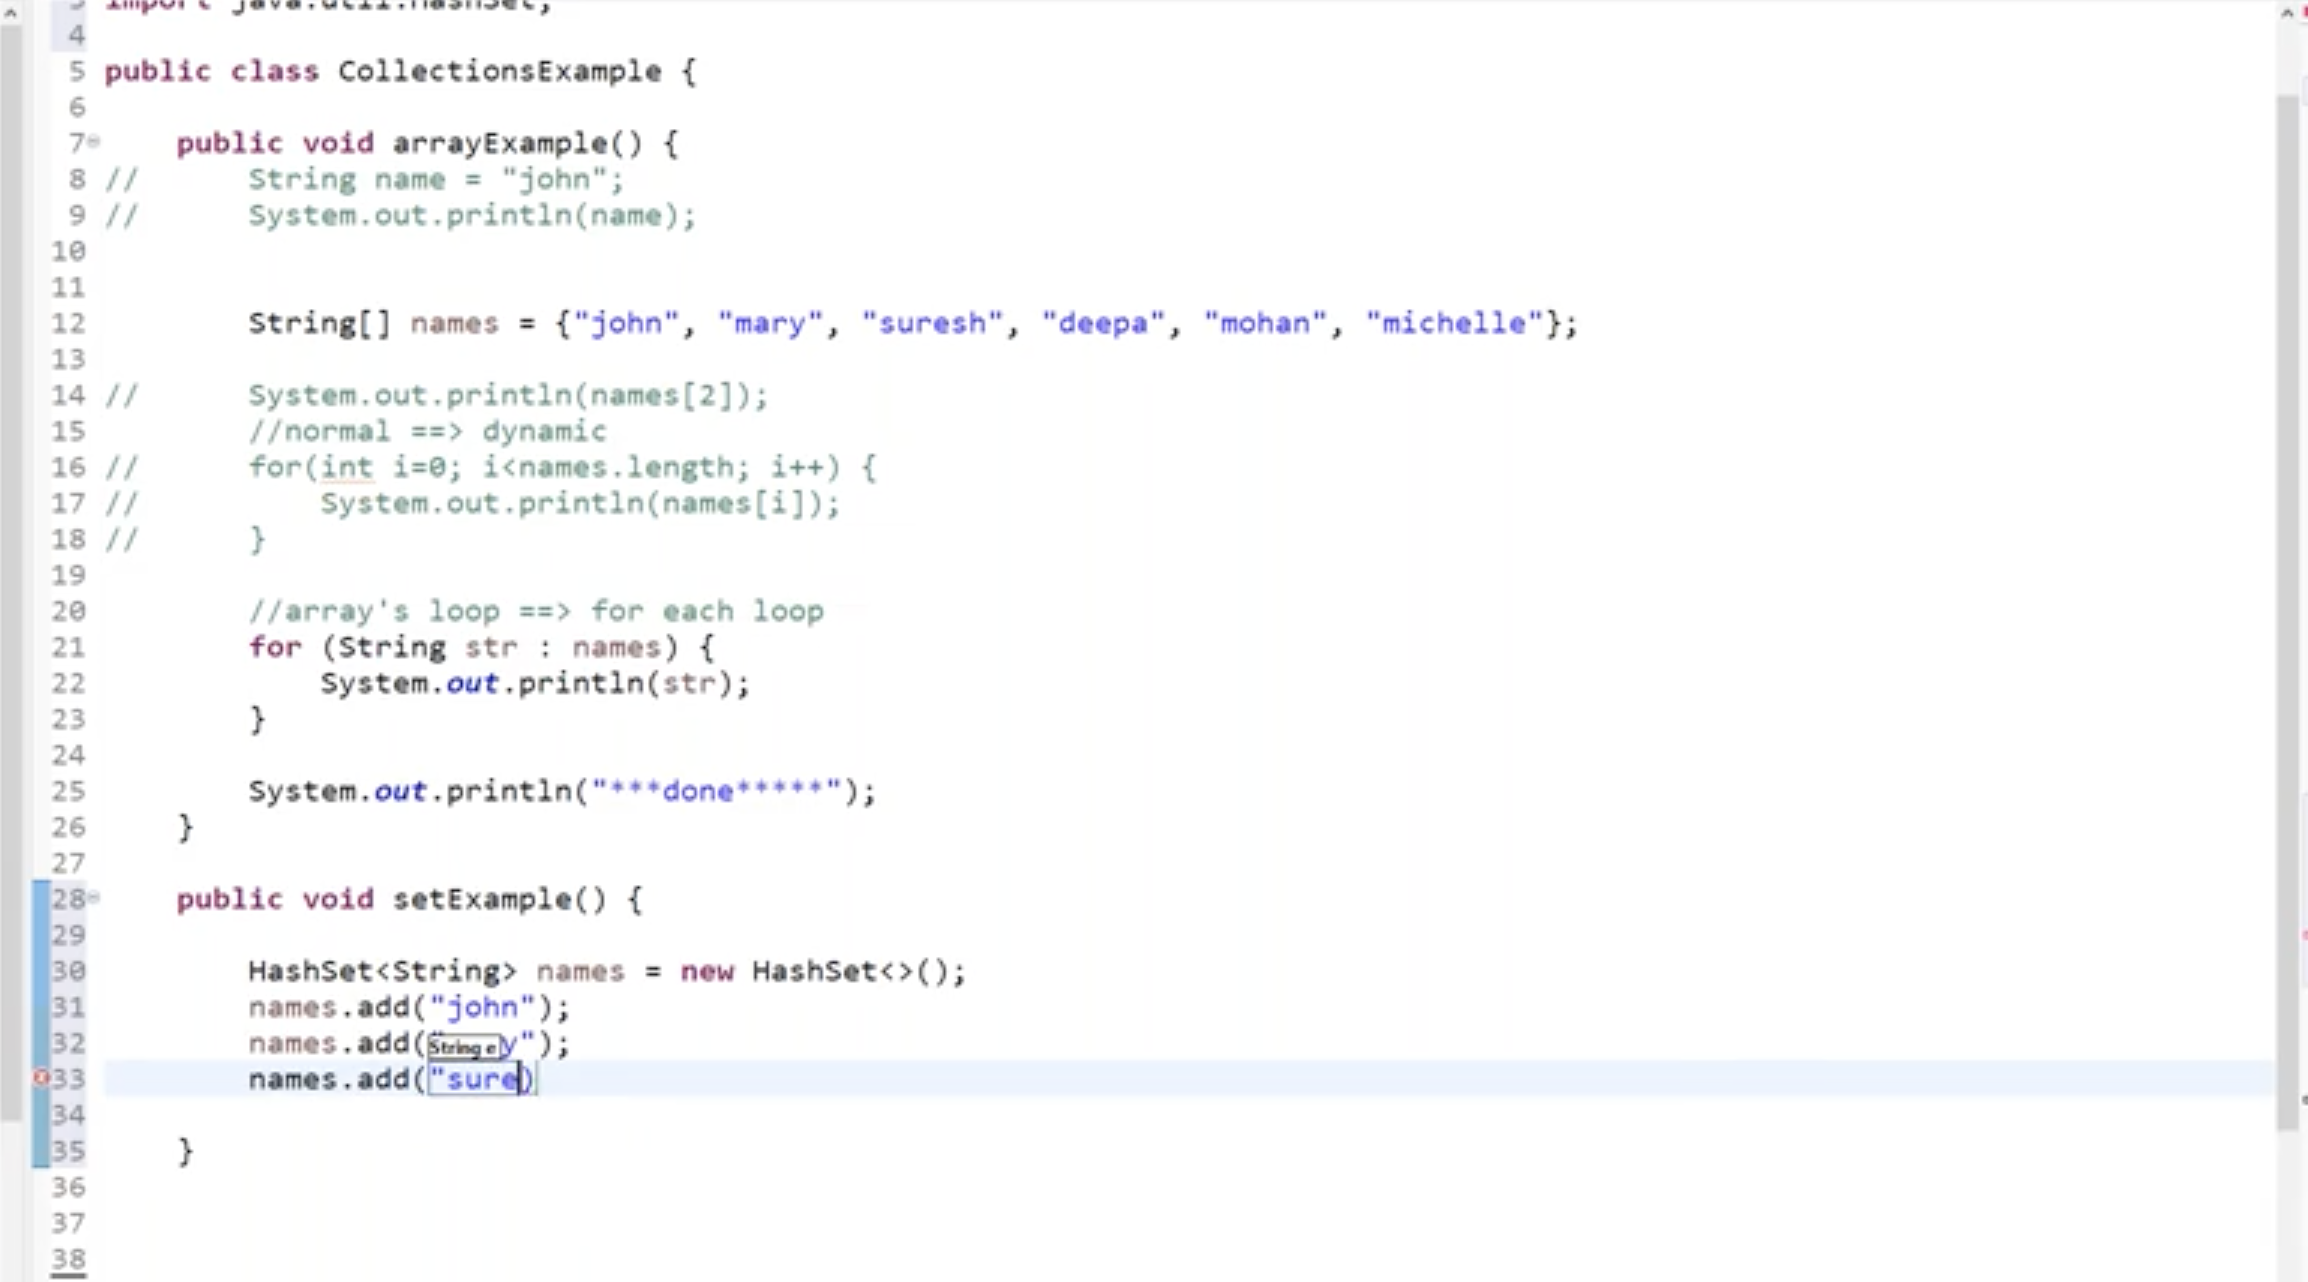 3 import java.util.HashSet;
4
5 public class CollectionsExample {
6
7 public void arrayExample() {
8 // String name = "john";
9 // System.out.println(name);
10
11
12 String[] names = {"john", "mary", "suresh", "deepa", "mohan", "michelle"};
13
14 // System.out.println(names[2]);
15 //normal ==> dynamic
16 // for(int i=0; i<names.length; i++) {
17 // System.out.println(names[i]);
18 // }
19
20 //array's loop ==> for each loop
21 for (String str : names) {
22 System.out.println(str);
23 }
24
25 System.out.println("***done*****");
26 }
27
28 public void setExample() {
29
30 HashSet<String> names = new HashSet<>();
31 names.add("john");
32 names.add(String e y");
33 names.add("sure)
34
35 }
36
37
38